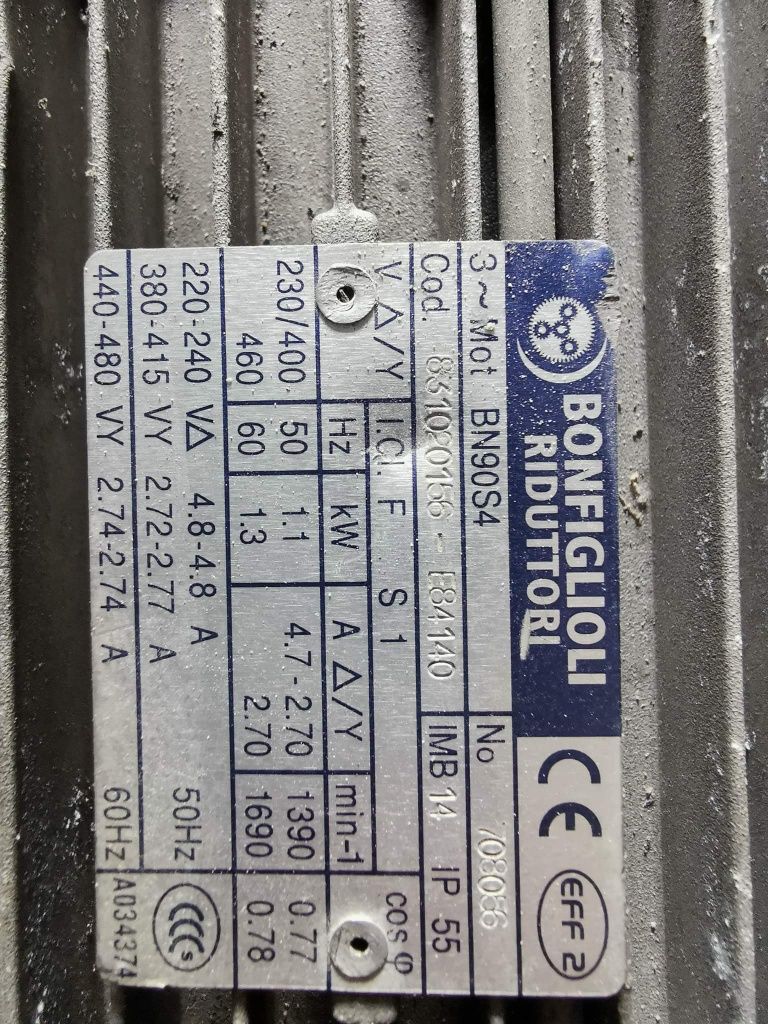 BONFIGLIOLI
RIDUTTORI
CE EFF 2
3~Mot BN90S4 No 708056
Cod. E84140 IMB 14 IP 55
V Δ/Y I.Cl. F S1 cos φ
Hz kW A Δ/Y min-1
230/400 50 1.1 4.7-2.70 1390 0.77
460 60 1.3 2.70 1690 0.78
220-240 VΔ 4.8-4.8 A 50Hz CCC S
380-415 VY 2.72-2.77 A
440-480 VY 2.74-2.74 A 60Hz A034374